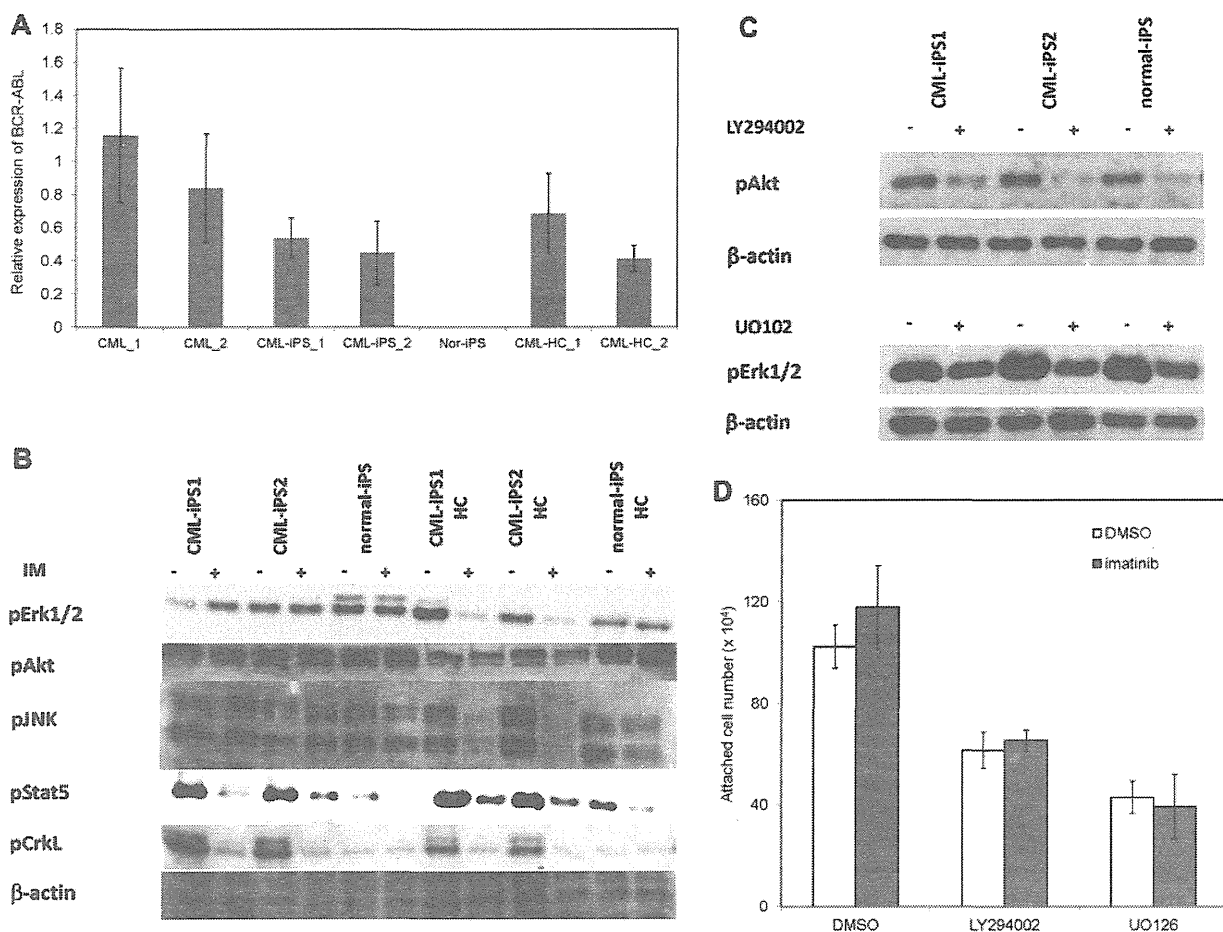 A
Relative expression of BCR-ABL
1.8
1.6
1.4
1.2
1
0.8
0.6
0.4
0.2
0
CML_1
CML_2
CML-iPS_1
CML-iPS_2
Nor-iPS
CML-HC_1
CML-HC_2
B
CML-iPS1
CML-iPS2
normal-iPS
CML-iPS1 HC
CML-iPS2 HC
normal-iPS HC
IM - + - + - + - + - + - +
pErk1/2
pAkt
pJNK
pStat5
pCrkL
β-actin
C
CML-iPS1
CML-iPS2
normal-iPS
LY294002 - + - + - +
pAkt
β-actin
UO102 - + - + - +
pErk1/2
β-actin
D
Attached cell number (x 10⁴)
160
120
80
40
0
DMSO
imatinib
DMSO
LY294002
UO126